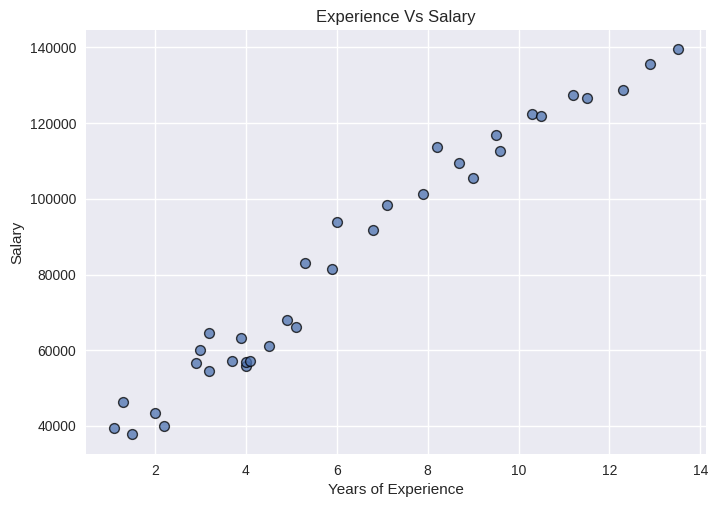 Experience Vs Salary
Salary
140000
120000
100000
80000
60000
40000
2 4 6 8 10 12 14
Years of Experience